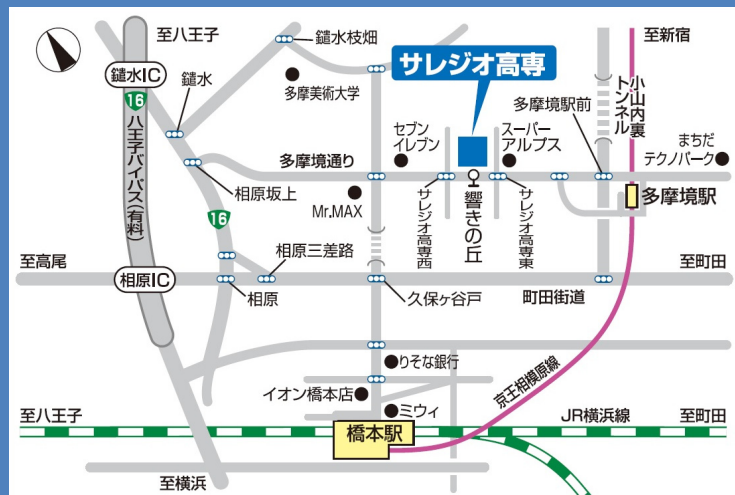 至八王子
鑓水枝畑
サレジオ高専
至新宿
鑓水IC
鑓水
多摩美術大学
多摩境駅前
小山内裏
トンネル
16
八王子バイパス(有料)
セブン
イレブン
スーパー
アルプス
まちだ
テクノパーク
多摩境通り
相原坂上
Mr.MAX
サレジオ高専西
響きの丘
サレジオ高専東
多摩境駅
16
至高尾
相原三差路
至町田
相原IC
相原
久保ヶ谷戸
町田街道
りそな銀行
イオン橋本店
京王相模原線
至八王子
ミウィ
JR横浜線
至町田
橋本駅
至横浜